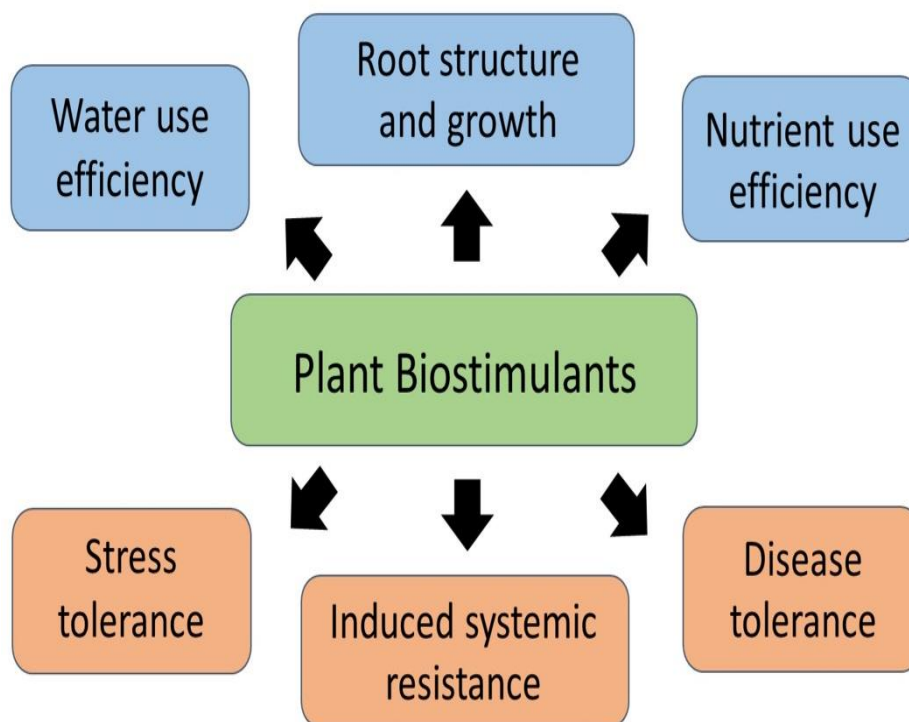 Root structure
and growth
Water use
efficiency
Nutrient use
efficiency
Plant Biostimulants
Stress
tolerance
Induced systemic
resistance
Disease
tolerance